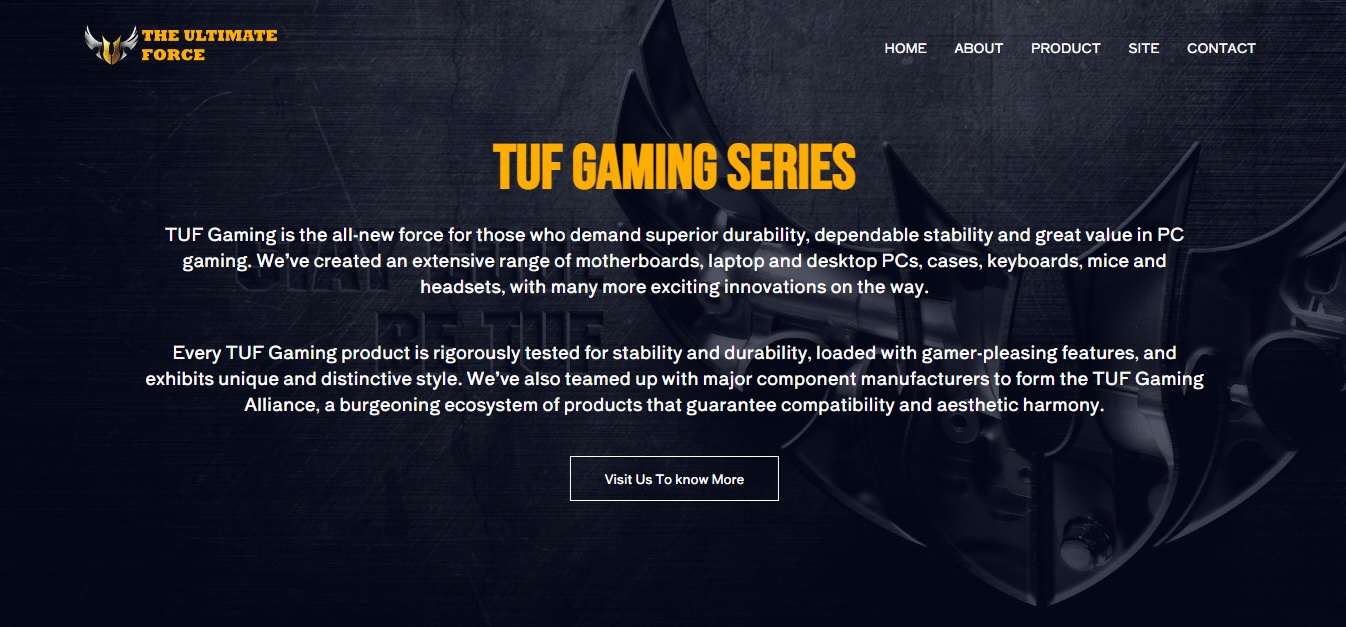 THE ULTIMATE
FORCE
HOME ABOUT PRODUCT SITE CONTACT
TUF GAMING SERIES
TUF Gaming is the all-new force for those who demand superior durability, dependable stability and great value in PC
gaming. We've created an extensive range of motherboards, laptop and desktop PCs, cases, keyboards, mice and
headsets, with many more exciting innovations on the way.
Every TUF Gaming product is rigorously tested for stability and durability, loaded with gamer-pleasing features, and
exhibits unique and distinctive style. We've also teamed up with major component manufacturers to form the TUF Gaming
Alliance, a burgeoning ecosystem of products that guarantee compatibility and aesthetic harmony.
Visit Us To know More